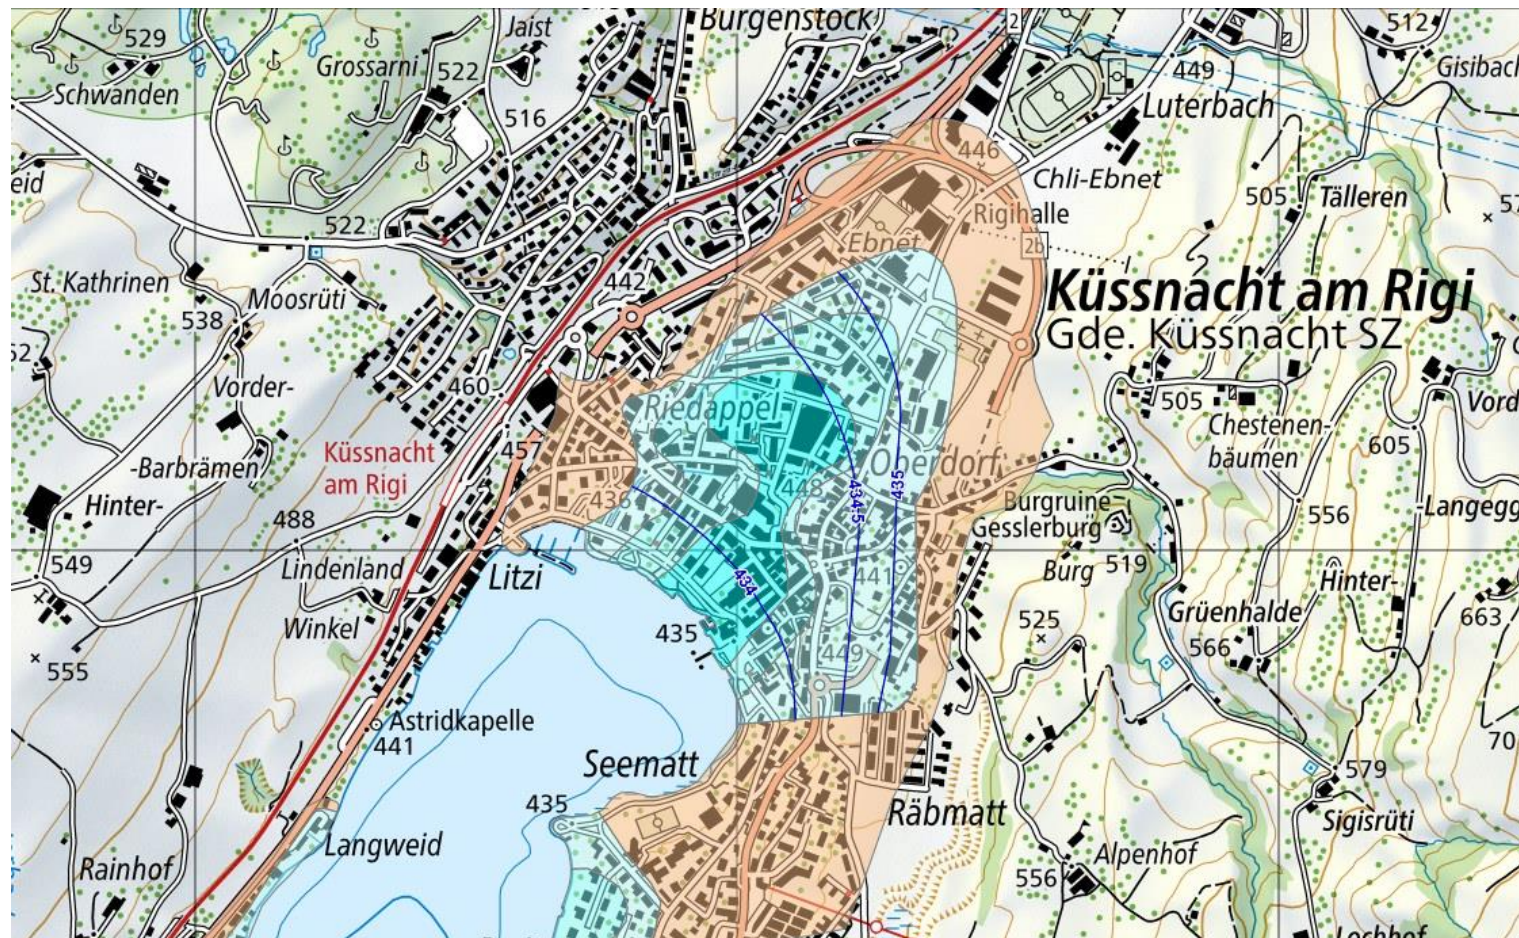 529
Jaist
Bürgenstock
2
512
Grossarni
522
449
Gisibach
Schwanden
516
Luterbach
446
Chli-Ebnet
505
Tälleren
57
eid
522
Rigihalle
Ebnet
2b
St. Kathrinen
Moosrüti
442
Küssnacht am Rigi
Gde. Küssnacht SZ
538
52
Vorder-
460
Riedappel
505
Chestenen-
bäumen
605
Vord
Küssnacht
am Rigi
-Barbrämen
457
Oberdorf
Hinter-
436
448
434.5
435
Burgruine
Gesslerburg
556
-Langegg
488
549
Lindenland
Litzi
434
441
Burg
519
Hinter-
Grüenhalde
663
Winkel
435
525
566
555
449
Astridkapelle
441
Seematt
579
70
435
Räbmatt
Sigisrüti
Langweid
Rainhof
Alpenhof
556
Lochhof